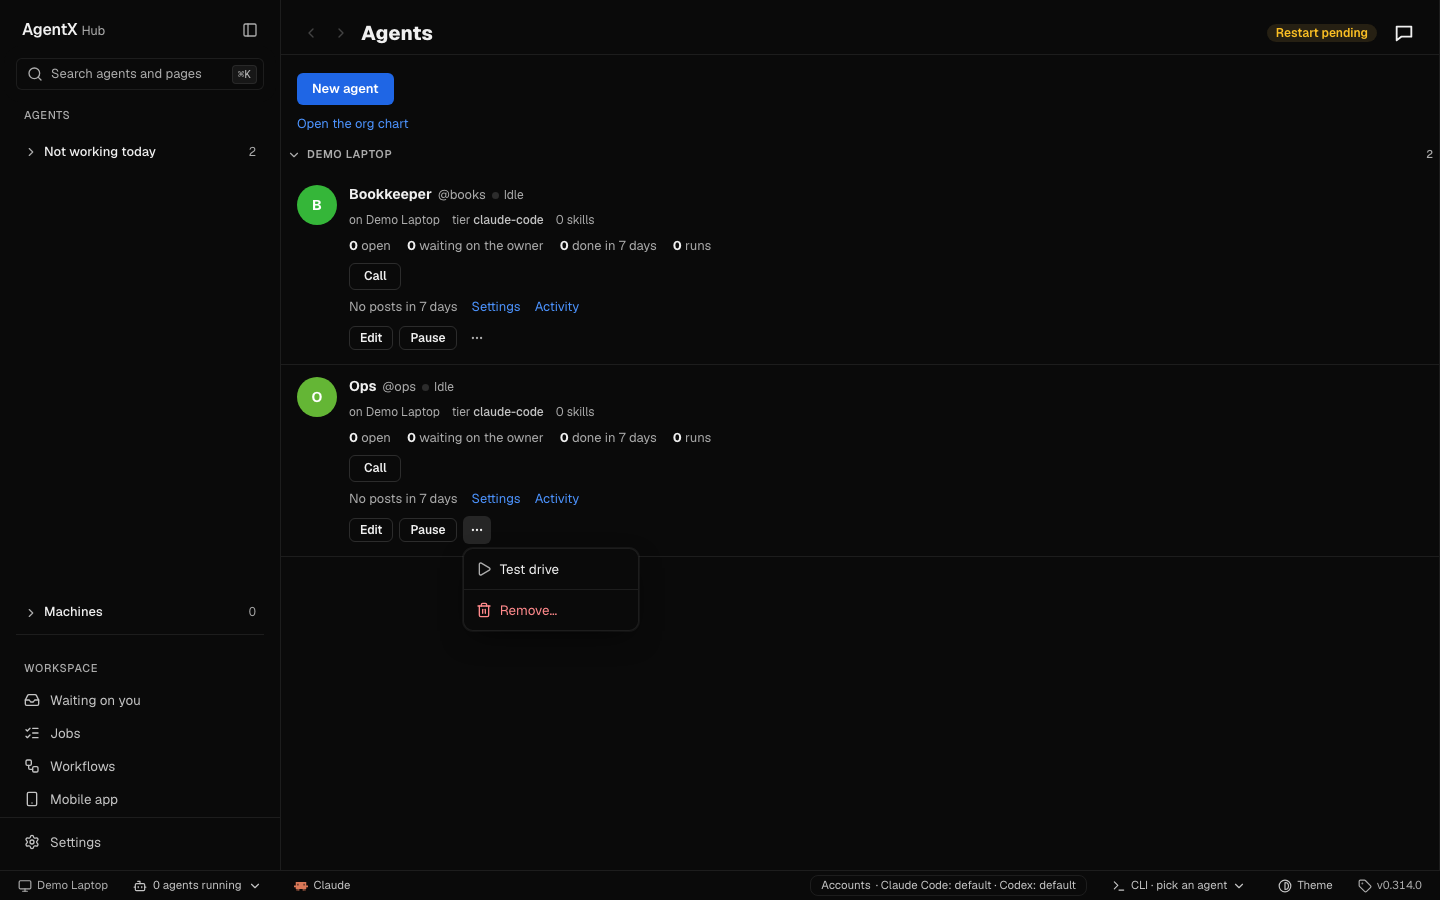 AgentX Hub
Search agents and pages ⌘K
AGENTS
Not working today 2
Machines 0
WORKSPACE
Waiting on you
Jobs
Workflows
Mobile app
Settings
Agents
Restart pending
New agent
Open the org chart
DEMO LAPTOP 2
B
Bookkeeper @books Idle
on Demo Laptop tier claude-code 0 skills
0 open 0 waiting on the owner 0 done in 7 days 0 runs
Call
No posts in 7 days Settings Activity
Edit Pause ···
O
Ops @ops Idle
on Demo Laptop tier claude-code 0 skills
0 open 0 waiting on the owner 0 done in 7 days 0 runs
Call
No posts in 7 days Settings Activity
Edit Pause ···
Test drive
Remove…
Demo Laptop 0 agents running Claude Accounts · Claude Code: default · Codex: default CLI · pick an agent Theme v0.314.0